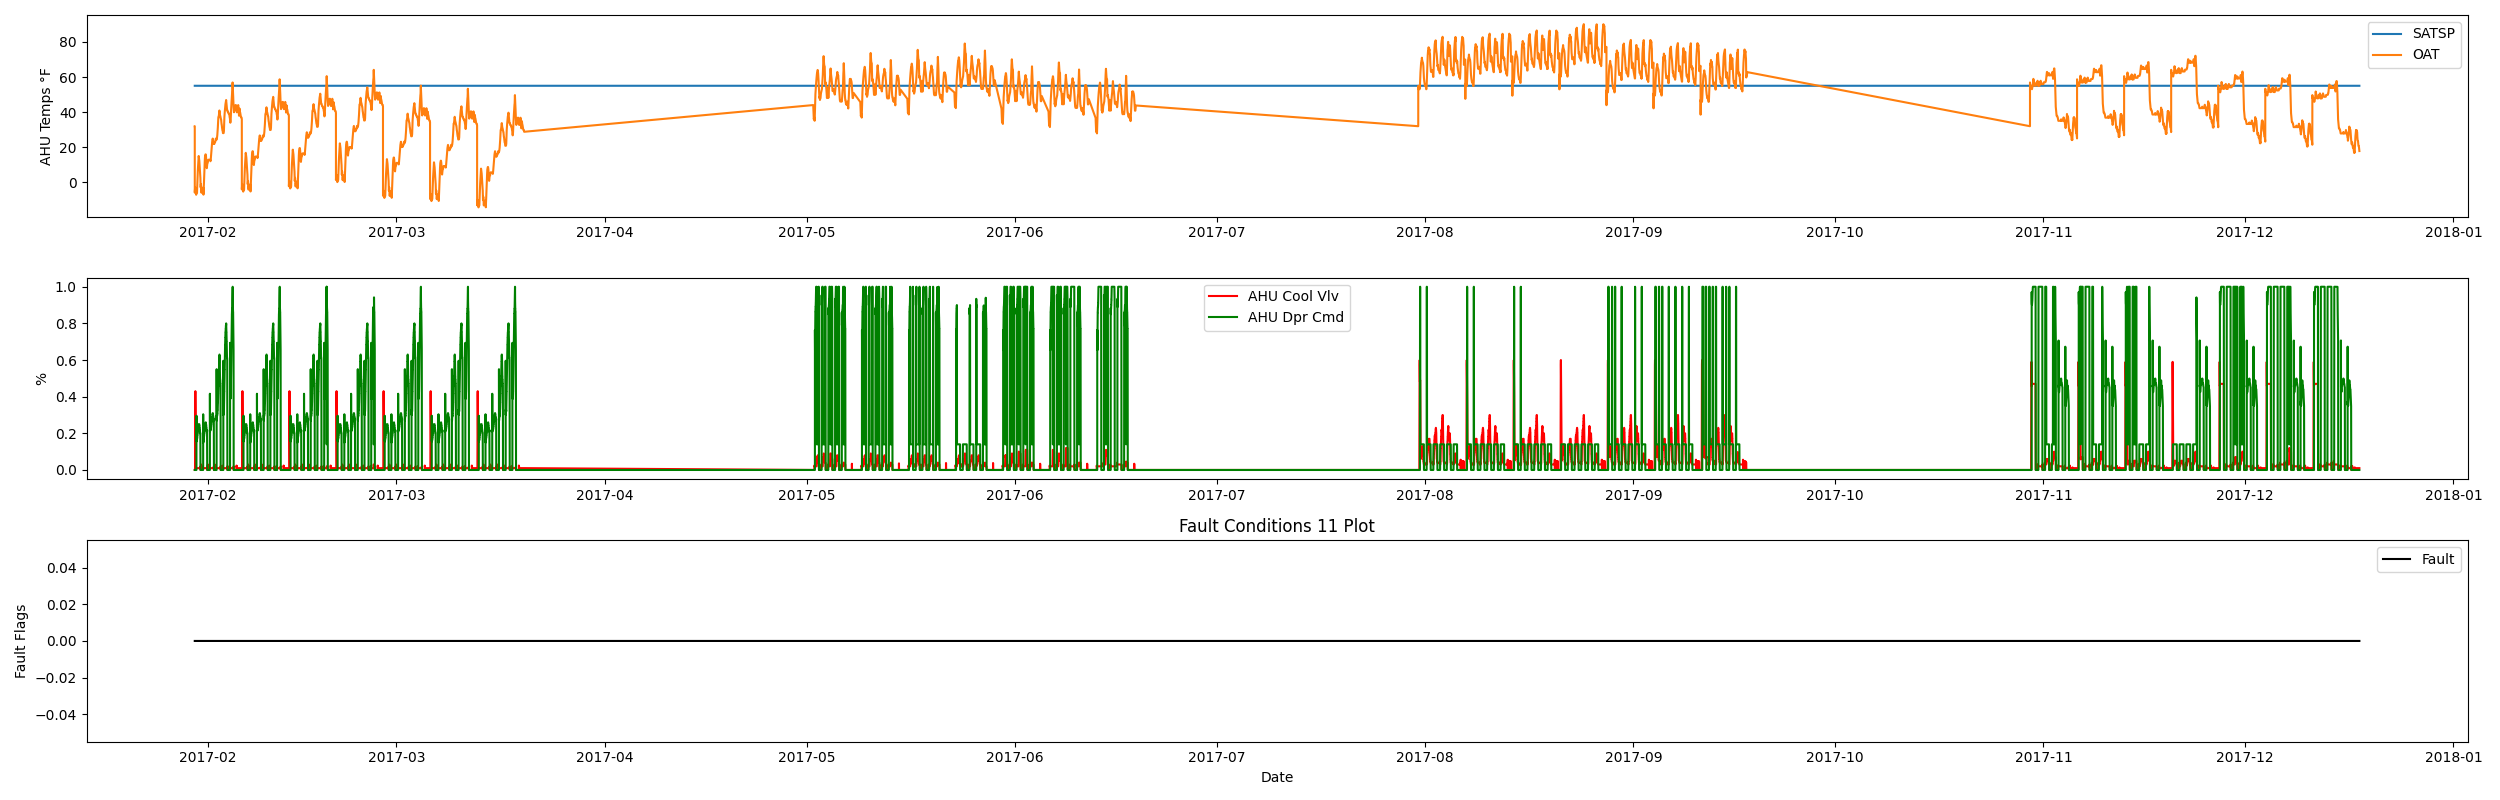 AHU Temps °F
80
60
40
20
0
SATSP
OAT
2017-02 2017-03 2017-04 2017-05 2017-06 2017-07 2017-08 2017-09 2017-10 2017-11 2017-12 2018-01
%
1.0
0.8
0.6
0.4
0.2
0.0
AHU Cool Vlv
AHU Dpr Cmd
2017-02 2017-03 2017-04 2017-05 2017-06 2017-07 2017-08 2017-09 2017-10 2017-11 2017-12 2018-01
Fault Conditions 11 Plot
Fault Flags
0.04
0.02
0.00
−0.02
−0.04
Fault
2017-02 2017-03 2017-04 2017-05 2017-06 2017-07 2017-08 2017-09 2017-10 2017-11 2017-12 2018-01
Date